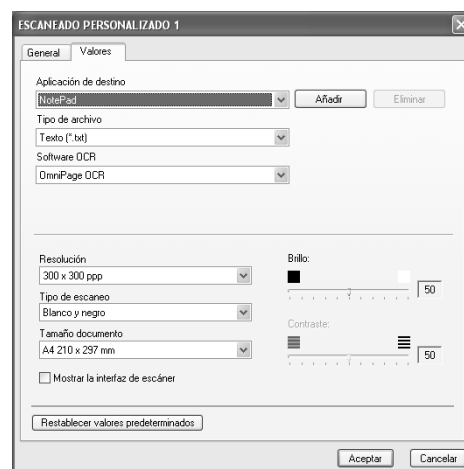 ESCANEADO PERSONALIZADO 1
General Valores
Aplicación de destino
NotePad Añadir Eliminar
Tipo de archivo
Texto (*.txt)
Software OCR
OmniPage OCR
Resolución Brillo:
300 x 300 ppp 50
Tipo de escaneo
Blanco y negro
Tamaño documento Contraste:
A4 210 x 297 mm 50
Mostrar la interfaz de escáner
Restablecer valores predeterminados
Aceptar Cancelar